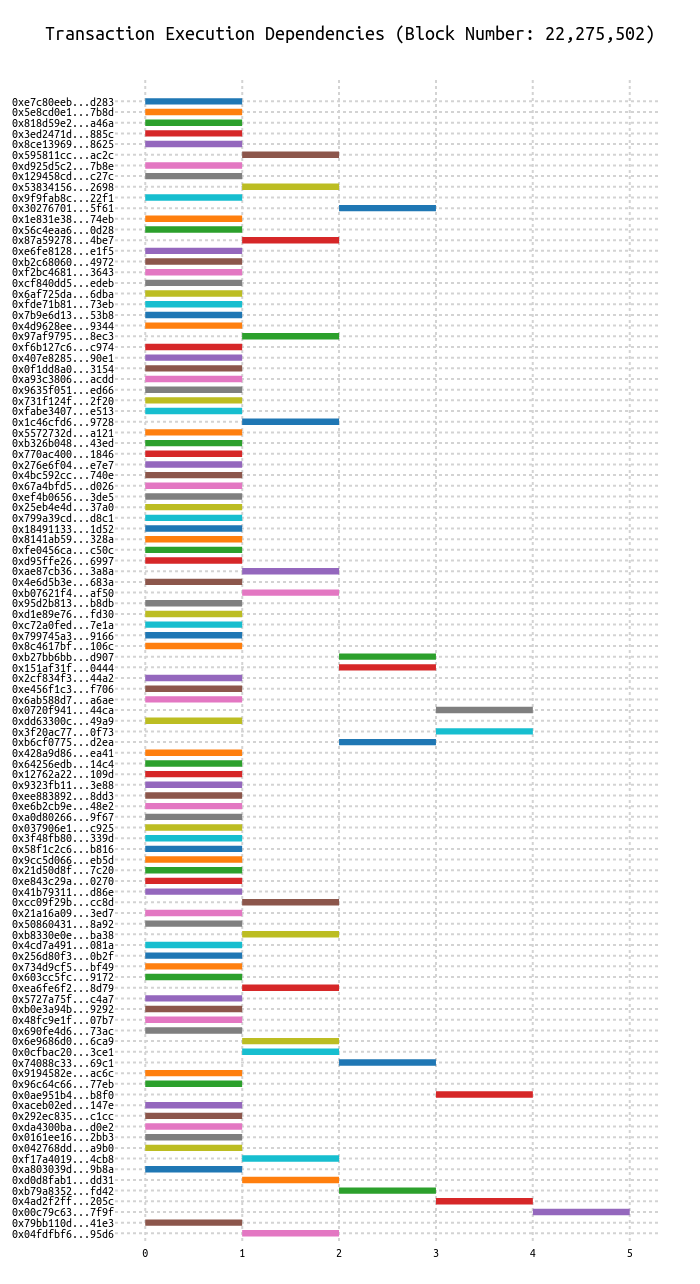 Transaction Execution Dependencies (Block Number: 22,275,502)
0xe7c80eeb...d283
0x5e8cd0e1...7b8d
0x818d59e2...a46a
0x3ed2471d...885c
0x8ce13969...8625
0x595811cc...ac2c
0xd925d5c2...7b8e
0x129458cd...c27c
0x53834156...2698
0x9f9fab8c...22f1
0x30276701...5f61
0x1e831e38...74eb
0x56c4eaa6...0d28
0x87a59278...4be7
0xe6fe8128...e1f5
0xb2c68060...4972
0xf2bc4681...3643
0xcf840dd5...edeb
0x6af725da...6dba
0xfde71b81...73eb
0x7b9e6d13...53b8
0x4d9628ee...9344
0x97af9795...8ec3
0xf6b127c6...c974
0x407e8285...90e1
0x0f1dd8a0...3154
0xa93c3806...acdd
0x9635f051...ed66
0x731f124f...2f20
0xfabe3407...e513
0x1c46cfd6...9728
0x5572732d...a121
0xb326b048...43ed
0x770ac400...1846
0x276e6f04...e7e7
0x4bc592cc...740e
0x67a4bfd5...d026
0xef4b0656...3de5
0x25eb4e4d...37a0
0x799a39cd...d8c1
0x18491133...1d52
0x8141ab59...328a
0xfe0456ca...c50c
0xd95ffe26...6997
0xae87cb36...3a8a
0x4e6d5b3e...683a
0xb07621f4...af50
0x95d2b813...b8db
0xd1e89e76...fd30
0xc72a0fed...7e1a
0x799745a3...9166
0x8c4617bf...106c
0xb27bb6bb...d907
0x151af31f...0444
0x2cf834f3...44a2
0xe456f1c3...f706
0x6ab588d7...a6ae
0x0720f941...44ca
0xdd63300c...49a9
0x3f20ac77...0f73
0xb6cf0775...d2ea
0x428a9d86...ea41
0x64256edb...14c4
0x12762a22...109d
0x9323fb11...3e88
0xee883892...8dd3
0xe6b2cb9e...48e2
0xa0d80266...9f67
0x037906e1...c925
0x3f48fb80...339d
0x58f1c2c6...b816
0x9cc5d066...eb5d
0x21d50d8f...7c20
0xe843c29a...0270
0x41b79311...d86e
0xcc09f29b...cc8d
0x21a16a09...3ed7
0x50860431...8a92
0xb8330e0e...ba38
0x4cd7a491...081a
0x256d80f3...0b2f
0x734d9cf5...bf49
0x603cc5fc...9172
0xea6fe6f2...8d79
0x5727a75f...c4a7
0xb0e3a94b...9292
0x48fc9e1f...07b7
0x690fe4d6...73ac
0x6e9686d0...6ca9
0x0cfbac20...3ce1
0x74088c33...69c1
0x9194582e...ac6c
0x96c64c66...77eb
0x0ae951b4...b8f0
0xaceb02ed...147e
0x292ec835...c1cc
0xda4300ba...d0e2
0x0161ee16...2bb3
0x042768dd...a9b0
0xf17a4019...4cb8
0xa803039d...9b8a
0xd0d8fab1...dd31
0xb79a8352...fd42
0x4ad2f2ff...205c
0x00c79c63...7f9f
0x79bb110d...41e3
0x04fdfbf6...95d6
0 1 2 3 4 5